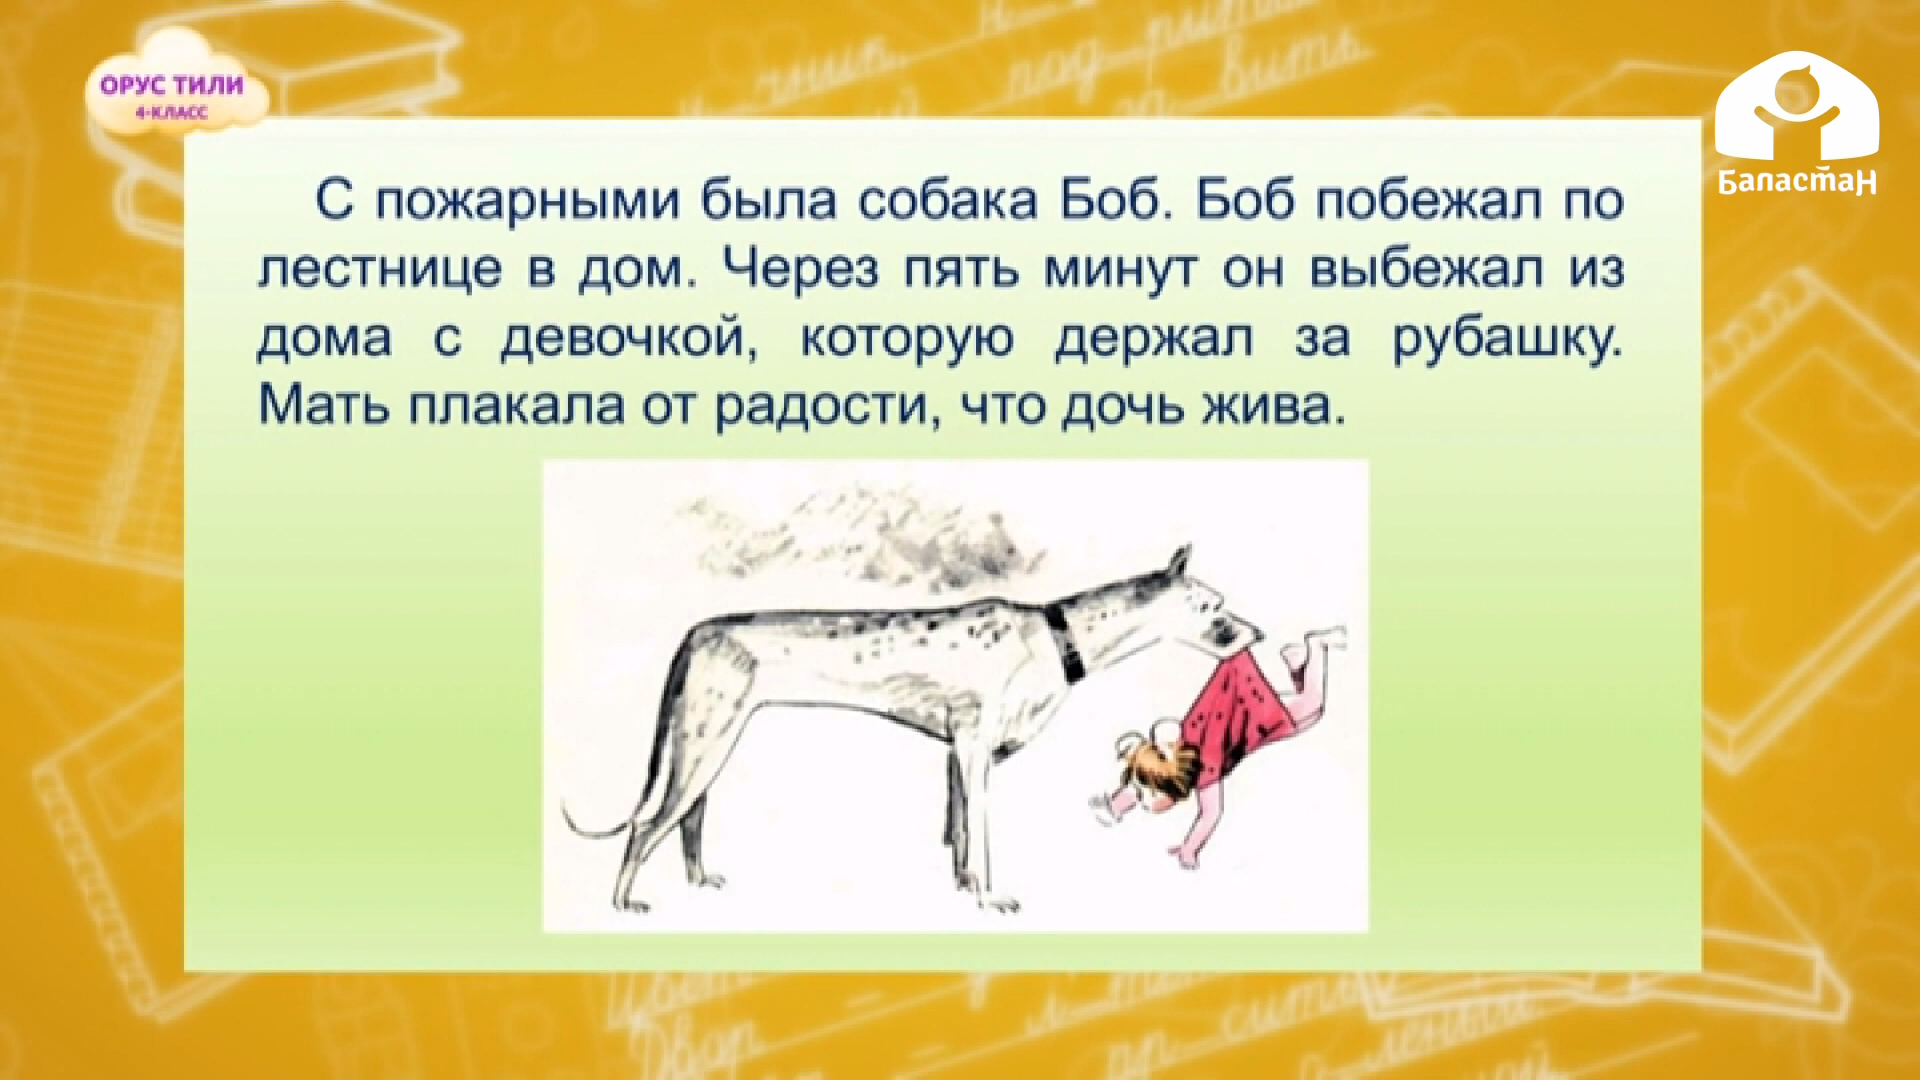 ОРУС ТИЛИ
4-КЛАСС
Баластан
С пожарными была собака Боб. Боб побежал по
лестнице в дом. Через пять минут он выбежал из
дома с девочкой, которую держал за рубашку.
Мать плакала от радости, что дочь жива.